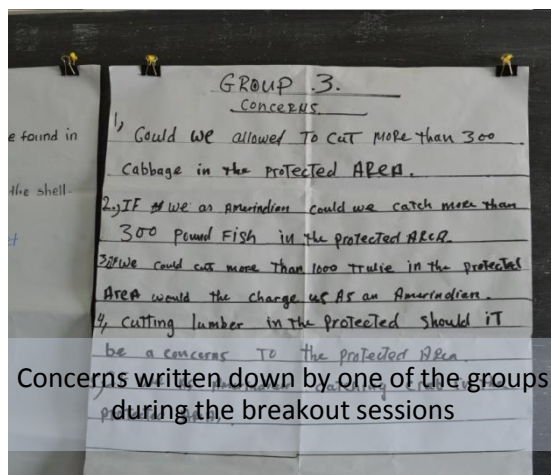 e found in
the shell.
GROUP .3.
CONCERNS
1, Could we allowed To CUT MoRe Than 300
Cabbage in the ProTecTed AReA.
2., IF we as Amerindian Could we catch more than
300 Pound Fish in the protected AReA.
3, IF we Could cut more Than 1000 Trulie in the protected
AreA would the charge us As an Amerindian.
4, Cutting lumber in the ProTecTed should iT
be a concerns To the protected AReA.
Concerns written down by one of the groups
during the breakout sessions